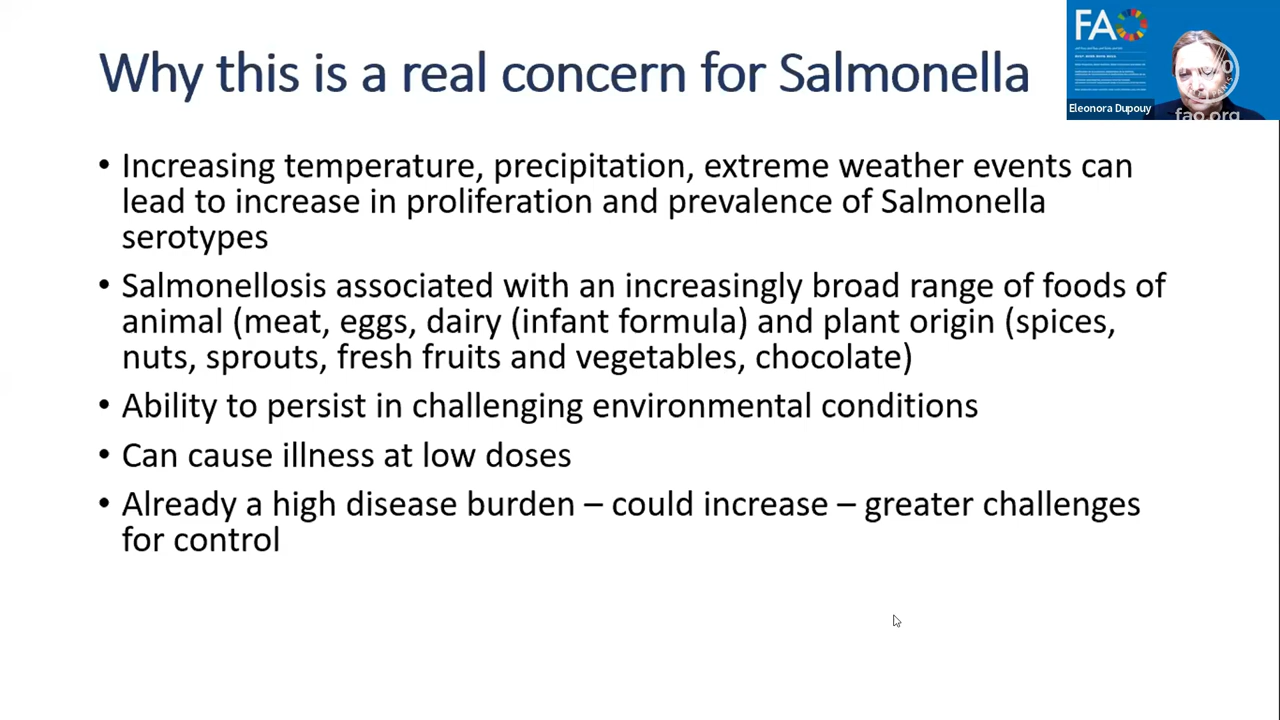 Why this is a real concern for Salmonella
FAO
Eleonora Dupouy
fao.org
• Increasing temperature, precipitation, extreme weather events can
lead to increase in proliferation and prevalence of Salmonella
serotypes
• Salmonellosis associated with an increasingly broad range of foods of
animal (meat, eggs, dairy (infant formula) and plant origin (spices,
nuts, sprouts, fresh fruits and vegetables, chocolate)
• Ability to persist in challenging environmental conditions
• Can cause illness at low doses
• Already a high disease burden – could increase – greater challenges
for control